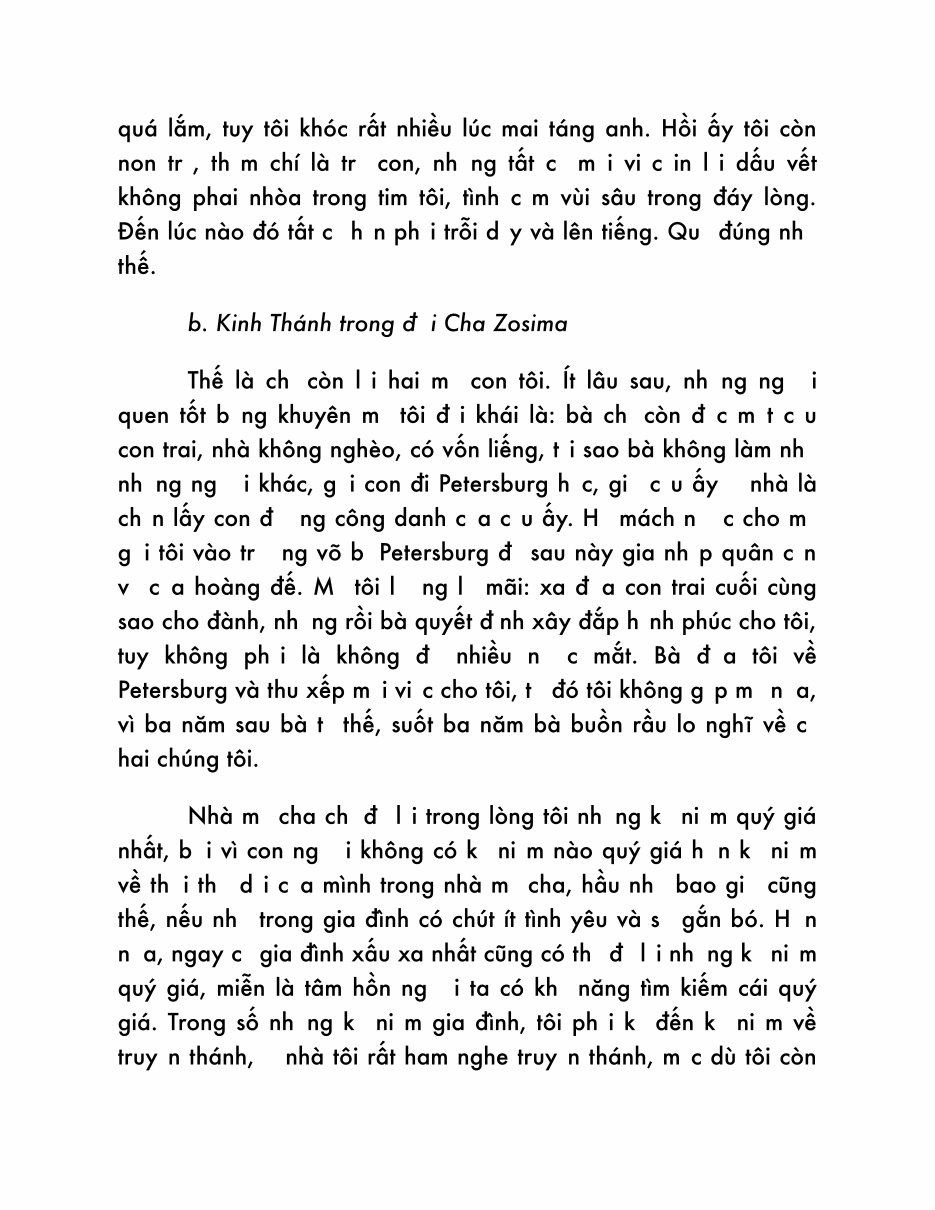 quá lắm, tuy tôi khóc rất nhiều lúc mai táng anh. Hồi ấy tôi còn
non tr , th m chí là tr  con, nh ng tất c  m i vi c in l i dấu vết
không phai nhòa trong tim tôi, tình c m vùi sâu trong đáy lòng.
Đến lúc nào đó tất c  h n ph i trỗi d y và lên tiếng. Qu  đúng nh
thế.
b. Kinh Thánh trong đ i Cha Zosima
Thế là ch  còn l i hai m  con tôi. Ít lâu sau, nh ng ng  i
quen tốt b ng khuyên m  tôi đ i khái là: bà ch  còn đ c m t c u
con trai, nhà không nghèo, có vốn liếng, t i sao bà không làm nh
nh ng ng  i khác, g i con đi Petersburg h c, gi  c u ấy   nhà là
ch n lấy con đ  ng công danh c a c u ấy. H  mách n  c cho m
g i tôi vào tr  ng võ b  Petersburg đ  sau này gia nh p quân c n
v  c a hoàng đế. M  tôi l  ng l  mãi: xa đ a con trai cuối cùng
sao cho đành, nh ng rồi bà quyết đ nh xây đắp h nh phúc cho tôi,
tuy không ph i là không đ  nhiều n  c mắt. Bà đ a tôi về
Petersburg và thu xếp m i vi c cho tôi, t  đó tôi không g p m  n a,
vì ba năm sau bà t  thế, suốt ba năm bà buồn rầu lo nghĩ về c
hai chúng tôi.
Nhà m  cha ch  đ  l i trong lòng tôi nh ng k  ni m quý giá
nhất, b i vì con ng  i không có k  ni m nào quý giá h n k  ni m
về th i th  d i c a mình trong nhà m  cha, hầu nh  bao gi  cũng
thế, nếu nh  trong gia đình có chút ít tình yêu và s  gắn bó. H n
n a, ngay c  gia đình xấu xa nhất cũng có th  đ  l i nh ng k  ni m
quý giá, miễn là tâm hồn ng  i ta có kh  năng tìm kiếm cái quý
giá. Trong số nh ng k  ni m gia đình, tôi ph i k  đến k  ni m về
truy n thánh,   nhà tôi rất ham nghe truy n thánh, m c dù tôi còn